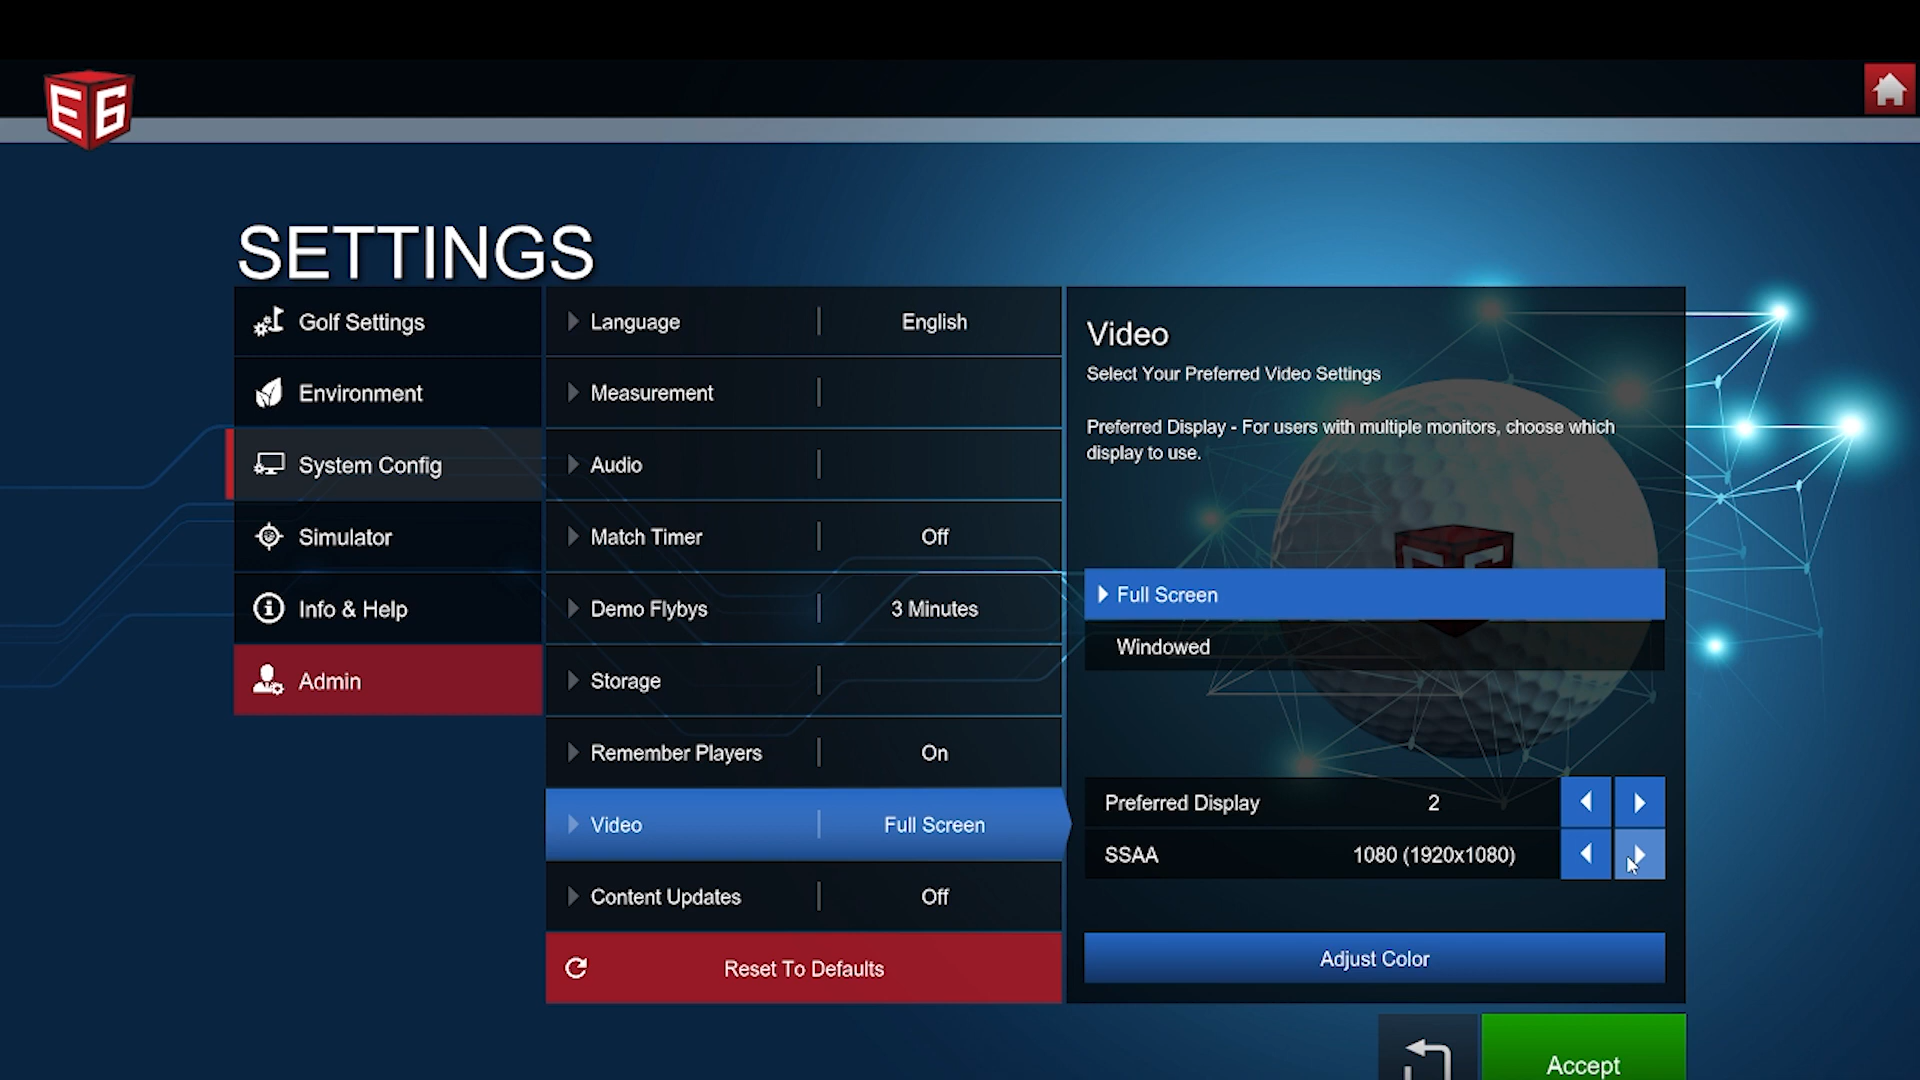 E6
SETTINGS
Golf Settings
Environment
System Config
Simulator
Info & Help
Admin
Language
English
Measurement
Audio
Match Timer
Off
Demo Flybys
3 Minutes
Storage
Remember Players
On
Video
Full Screen
Content Updates
Off
Reset To Defaults
Video
Select Your Preferred Video Settings
Preferred Display - For users with multiple monitors, choose which
display to use.
Full Screen
Windowed
Preferred Display
2
SSAA
1080 (1920x1080)
Adjust Color
Accept